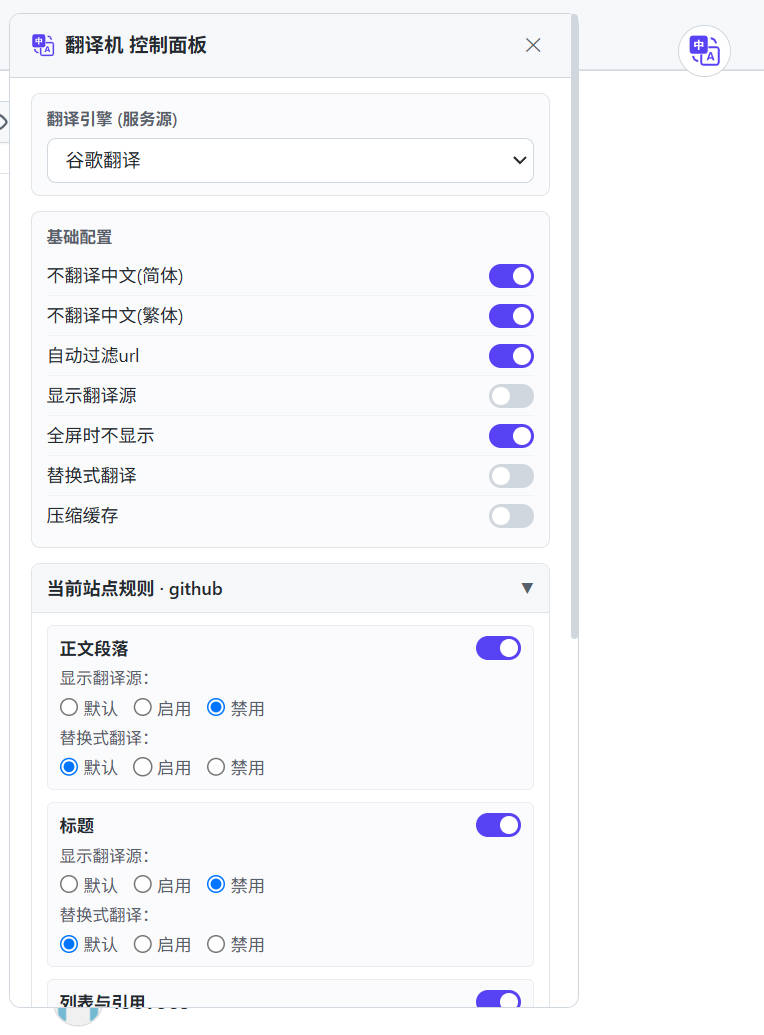 翻译机 控制面板
中
A
翻译引擎 (服务源)
谷歌翻译
基础配置
不翻译中文(简体)
不翻译中文(繁体)
自动过滤url
显示翻译源
全屏时不显示
替换式翻译
压缩缓存
当前站点规则 · github
正文段落
显示翻译源：
默认 启用 禁用
替换式翻译：
默认 启用 禁用
标题
显示翻译源：
默认 启用 禁用
替换式翻译：
默认 启用 禁用
列表与引用